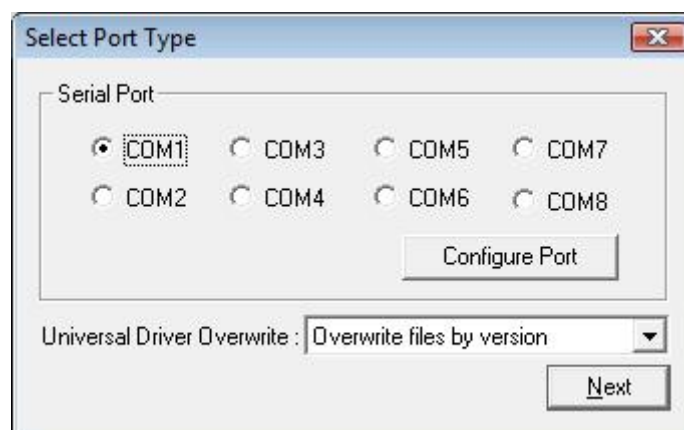 Select Port Type
Serial Port
COM1 COM3 COM5 COM7
COM2 COM4 COM6 COM8
Configure Port
Universal Driver Overwrite : Overwrite files by version
Next